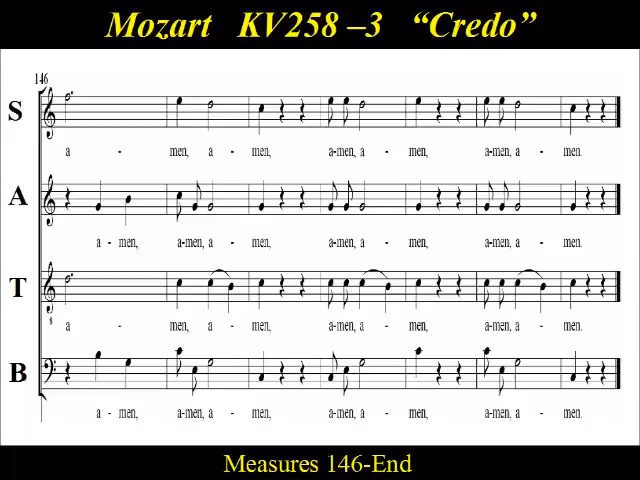 Mozart KV258 –3 “Credo”
146
S
a - men, a - men, a-men, a - men, a-men, a - men.
A
a - men, a-men, a - men, a-men, a - men, a-men, a - men.
T
8
a - men, a - men, a-men, a - men, a-men, a - men.
B
a - men, a-men, a - men, a-men, a - men, a-men, a - men.
Measures 146-End